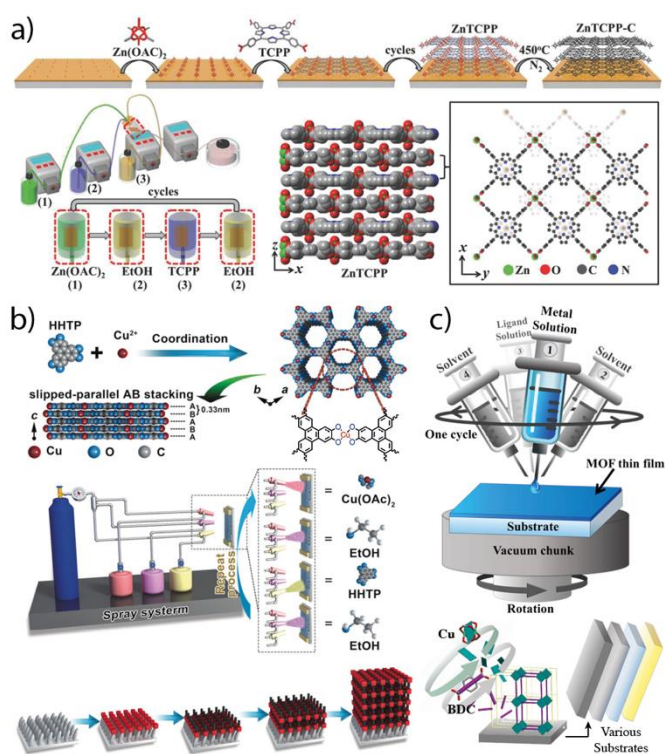 a)
Zn(OAC)₂
TCPP
cycles
ZnTCPP
450°C
N₂
ZnTCPP-C
(1)
(2)
(3)
cycles
Zn(OAC)₂
EtOH
TCPP
EtOH
(1)
(2)
(3)
(2)
z
x
ZnTCPP
x
y
Zn
O
C
N
b)
HHTP
+
Cu²⁺
Coordination
slipped-parallel AB stacking
b
a
c
A
B
A
B
A
0.33nm
Cu
O
C
Cu
Spray systerm
Repeat process
= Cu(OAc)₂
= EtOH
= HHTP
= EtOH
c)
Metal Solution
1
Ligand Solution
3
Solvent
4
Solvent
2
One cycle
MOF thin film
Substrate
Vacuum chunk
Rotation
Cu
BDC
Various
Substrates